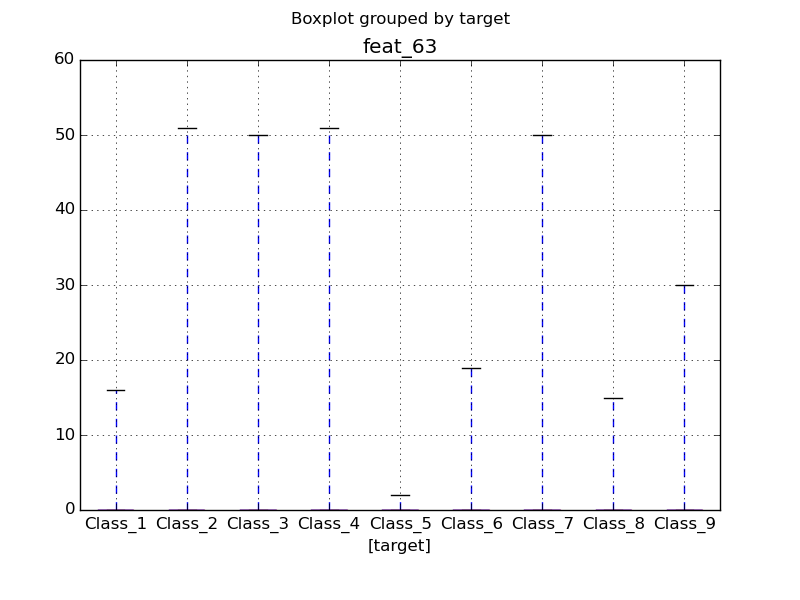 Boxplot grouped by target
feat_63
60
50
40
30
20
10
0
Class_1 Class_2 Class_3 Class_4 Class_5 Class_6 Class_7 Class_8 Class_9
[target]